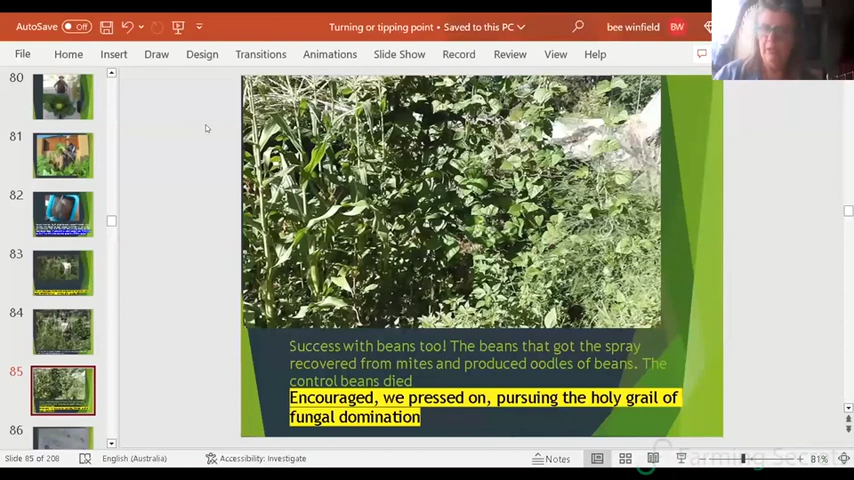 AutoSave Off Turning or tipping point • Saved to this PC bee winfield BW
File Home Insert Draw Design Transitions Animations Slide Show Record Review View Help
80
81
82
83
84
85
86
Success with beans too! The beans that got the spray
recovered from mites and produced oodles of beans. The
control beans died
Encouraged, we pressed on, pursuing the holy grail of
fungal domination
Slide 85 of 208 English (Australia) Accessibility: Investigate Notes 81%
Farming Secrets